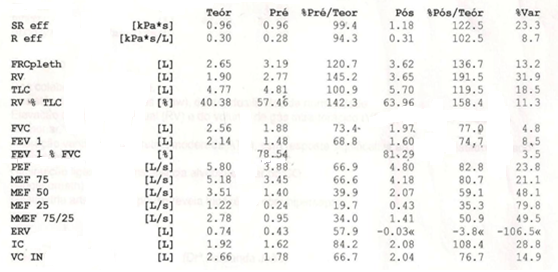 Teór Pré %Pré/Teor Pós %Pós/Teór %Var
SR eff [kPa*s] 0.96 0.96 99.4 1.18 122.5 23.3
R eff [kPa*s/L] 0.30 0.28 94.3 0.31 102.5 8.7
FRCpleth [L] 2.65 3.19 120.7 3.62 136.7 13.2
RV [L] 1.90 2.77 145.2 3.65 191.5 31.9
TLC [L] 4.77 4.81 100.9 5.70 119.5 18.5
RV % TLC [%] 40.38 57.46 142.3 63.96 158.4 11.3
FVC [L] 2.56 1.88 73.4 1.97 77.0 4.8
FEV 1 [L] 2.14 1.48 68.8 1.60 74,7 8.5
FEV 1 % FVC [%] 78.54 81.29 3.5
PEF [L/s] 5.80 3.88 66.9 4.80 82.8 23.8
MEF 75 [L/s] 5.18 3.45 66.6 4.18 80.7 21.1
MEF 50 [L/s] 3.51 1.40 39.9 2.07 59.1 48.1
MEF 25 [L/s] 1.22 0.24 19.7 0.43 35.3 79.8
MMEF 75/25 [L/s] 2.78 0.95 34.0 1.41 50.9 49.5
ERV [L] 0.74 0.43 57.9 -0.03« -3.8« -106.5«
IC [L] 1.92 1.62 84.2 2.08 108.4 28.8
VC IN [L] 2.66 1.78 66.7 2.04 76.7 14.9